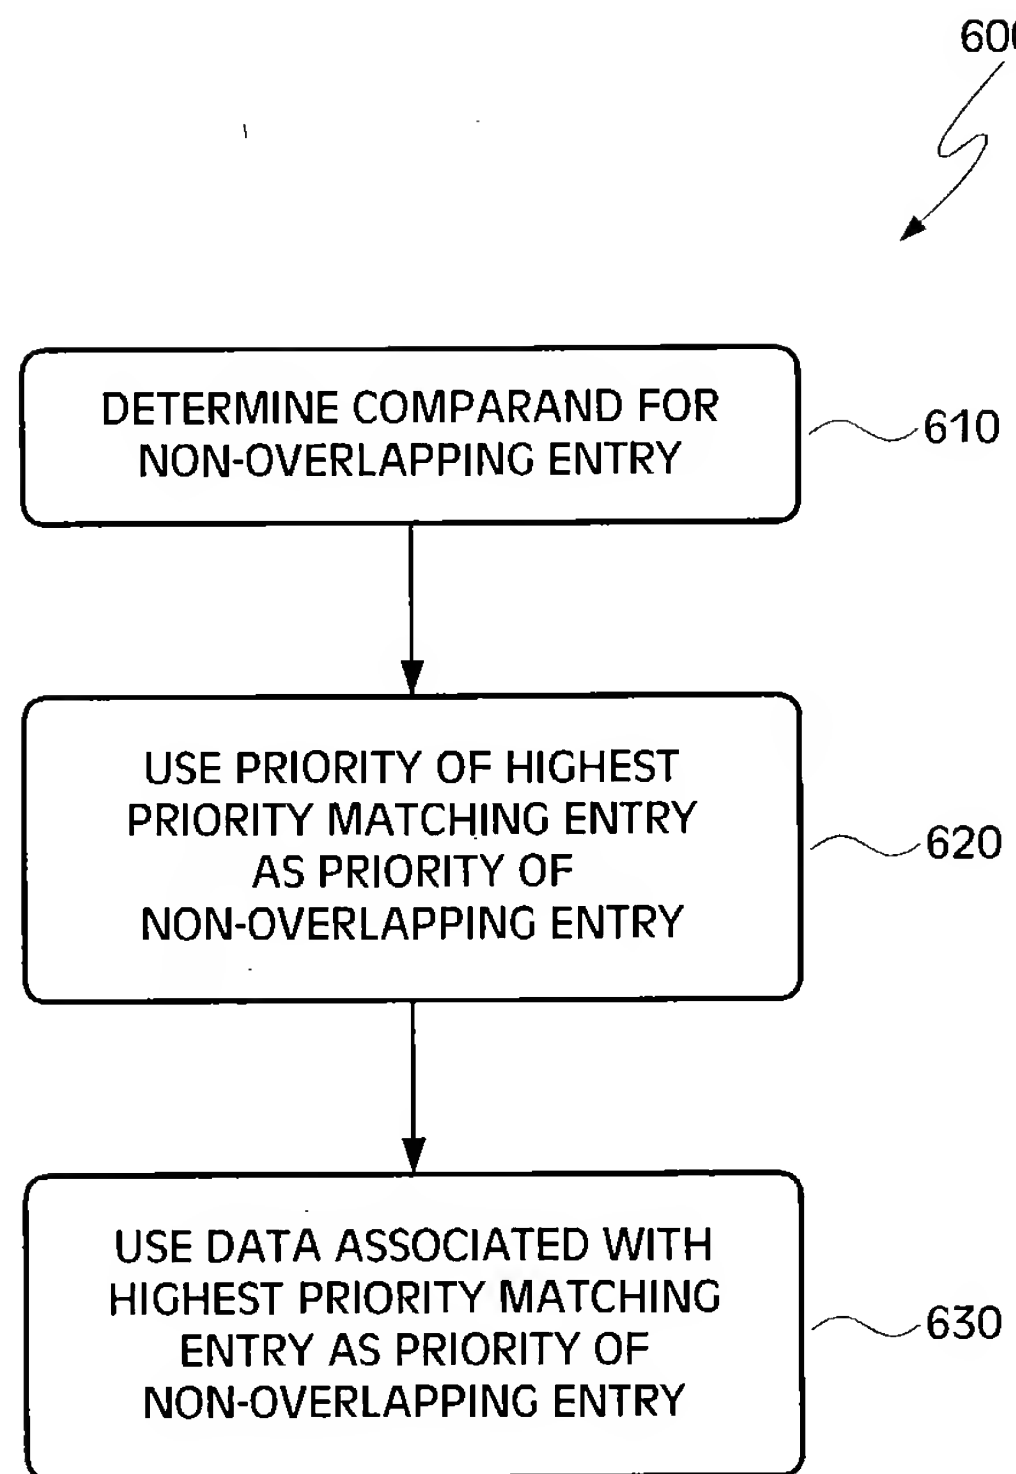 600
DETERMINE COMPARAND FOR
NON-OVERLAPPING ENTRY
610
USE PRIORITY OF HIGHEST
PRIORITY MATCHING ENTRY
AS PRIORITY OF
NON-OVERLAPPING ENTRY
620
USE DATA ASSOCIATED WITH
HIGHEST PRIORITY MATCHING
ENTRY AS PRIORITY OF
NON-OVERLAPPING ENTRY
630